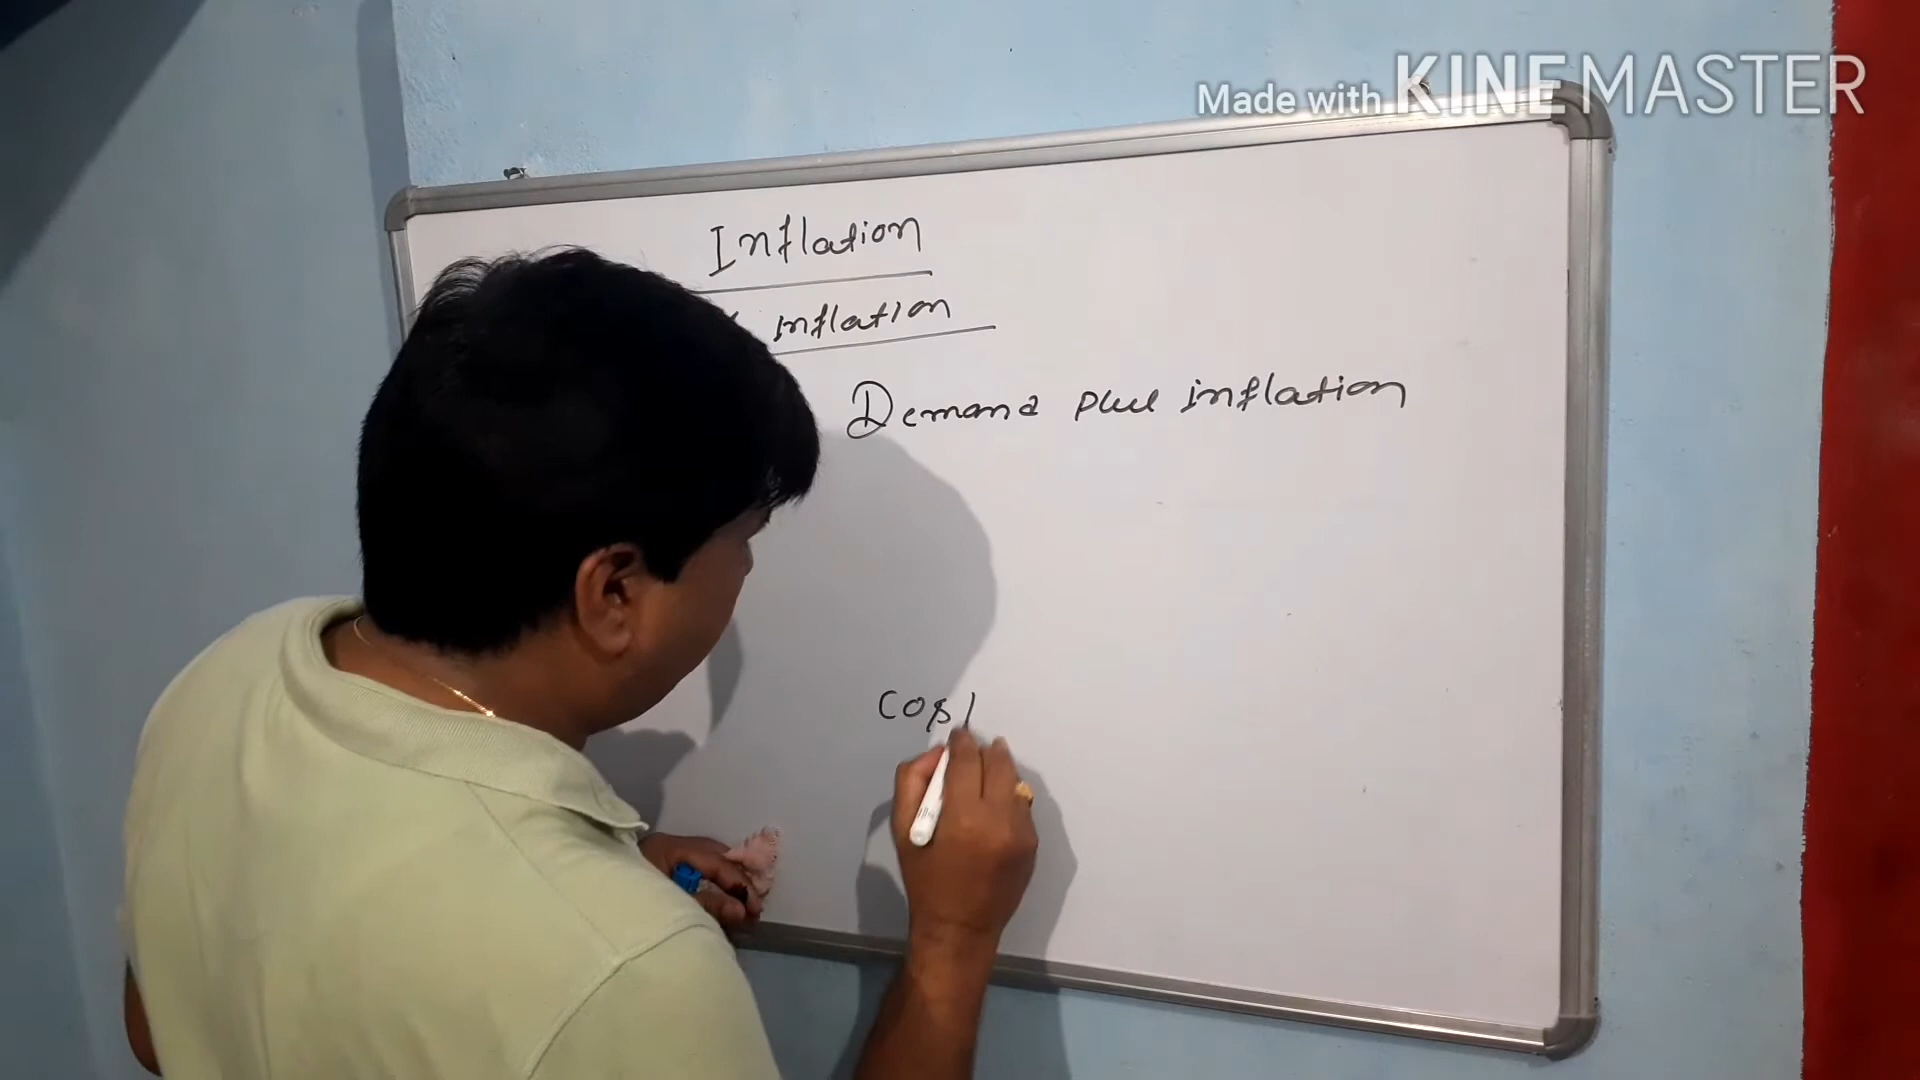 Made with KINEMASTER
Inflation
inflation
Demand pull inflation
Cost